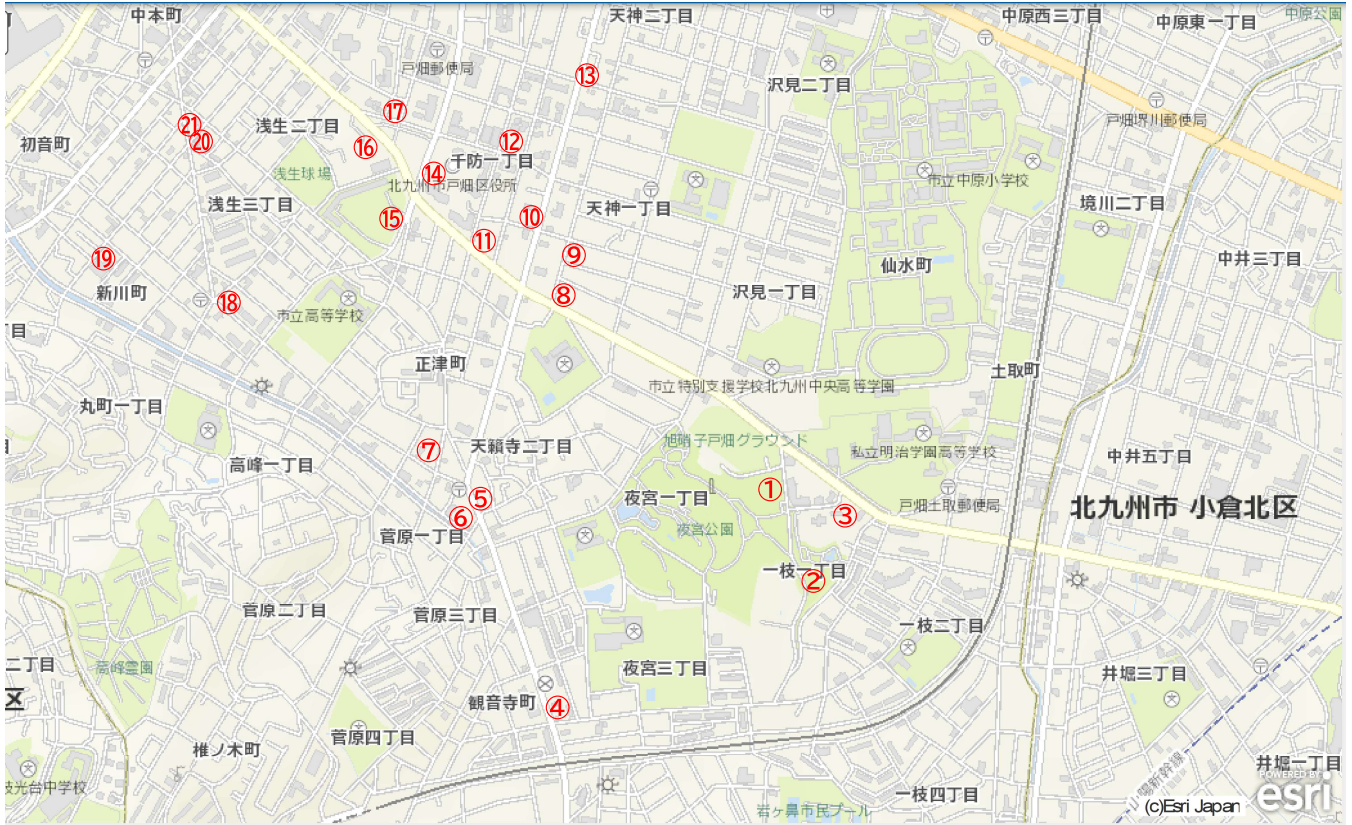 中本町
天神二丁目
中原西三丁目
中原東一丁目
中原公園
戸畑郵便局
⑬
沢見二丁目
戸畑堺川郵便局
⑰
浅生二丁目
㉑
⑳
初音町
⑯
⑫
千防一丁目
⑭
浅生球場
北九州市戸畑区役所
市立中原小学校
浅生三丁目
⑮
⑩
天神一丁目
境川二丁目
⑪
⑨
⑲
仙水町
中井三丁目
新川町
⑱
⑧
沢見一丁目
市立高等学校
丁目
正津町
土取町
市立特別支援学校北九州中央高等学園
丸町一丁目
旭硝子戸畑グラウンド
⑦
天籟寺二丁目
私立明治学園高等学校
高峰一丁目
中井五丁目
①
⑤
夜宮一丁目
戸畑土取郵便局
北九州市 小倉北区
⑥
③
夜宮公園
菅原一丁目
一枝一丁目
②
菅原二丁目
菅原三丁目
一枝二丁目
二丁目
高峰霊園
夜宮三丁目
井堀三丁目
区
観音寺町
④
菅原四丁目
椎ノ木町
井堀一丁目
枝光台中学校
陽新幹線
一枝四丁目
岩ヶ鼻市民プール
POWERED BY
esri
(c)Esri Japan